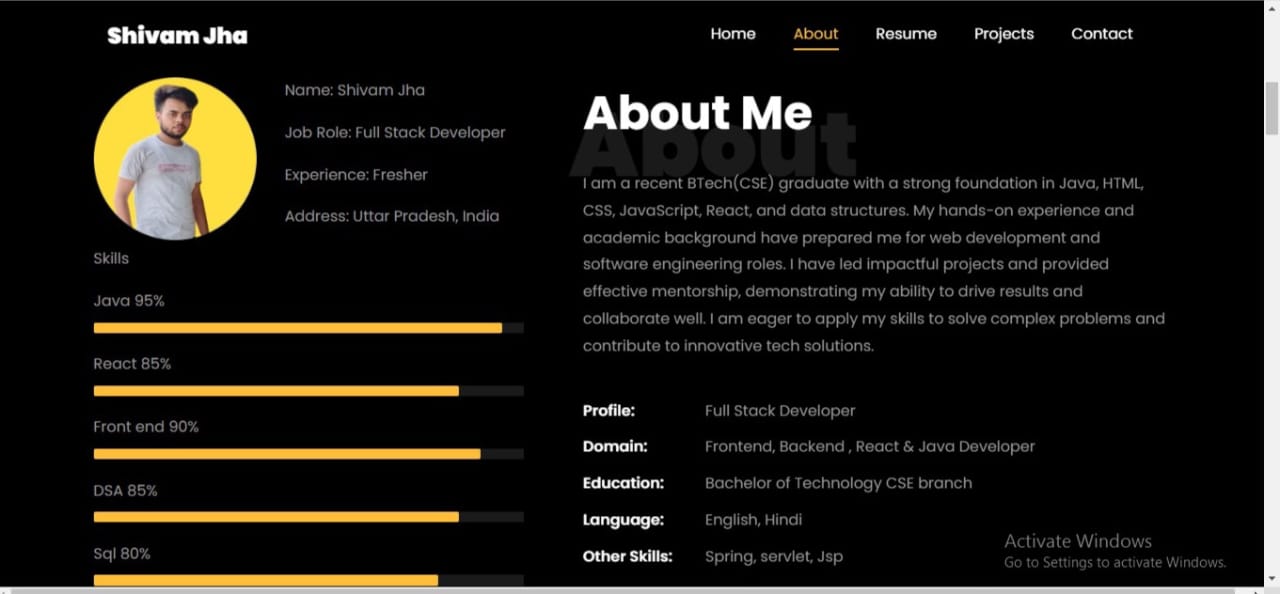 Shivam Jha
Home About Resume Projects Contact
Name: Shivam Jha
Job Role: Full Stack Developer
Experience: Fresher
Address: Uttar Pradesh, India
Skills
Java 95%
React 85%
Front end 90%
DSA 85%
Sql 80%
About Me
About
I am a recent BTech(CSE) graduate with a strong foundation in Java, HTML,
CSS, JavaScript, React, and data structures. My hands-on experience and
academic background have prepared me for web development and
software engineering roles. I have led impactful projects and provided
effective mentorship, demonstrating my ability to drive results and
collaborate well. I am eager to apply my skills to solve complex problems and
contribute to innovative tech solutions.
Profile: Full Stack Developer
Domain: Frontend, Backend , React & Java Developer
Education: Bachelor of Technology CSE branch
Language: English, Hindi
Other Skills: Spring, servlet, Jsp
Activate Windows
Go to Settings to activate Windows.